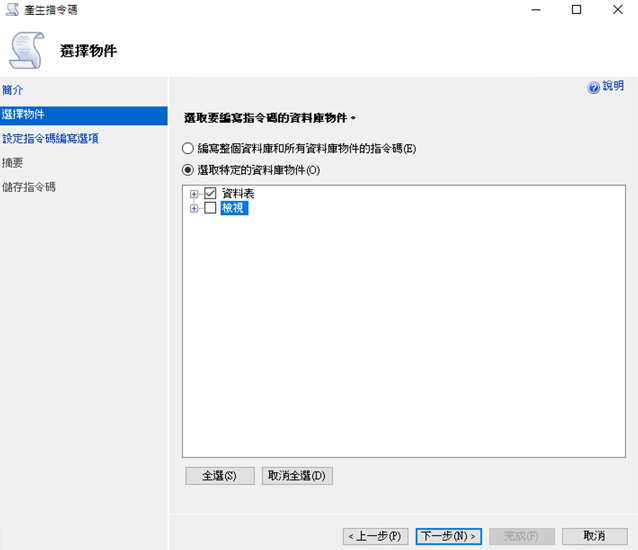 產生指令碼
選擇物件
說明
簡介
選擇物件
設定指令碼編寫選項
摘要
儲存指令碼
選取要編寫指令碼的資料庫物件。
編寫整個資料庫和所有資料庫物件的指令碼(E)
選取特定的資料庫物件(O)
資料表
檢視
全選(S)
取消全選(D)
< 上一步(P)
下一步(N) >
完成(F)
取消